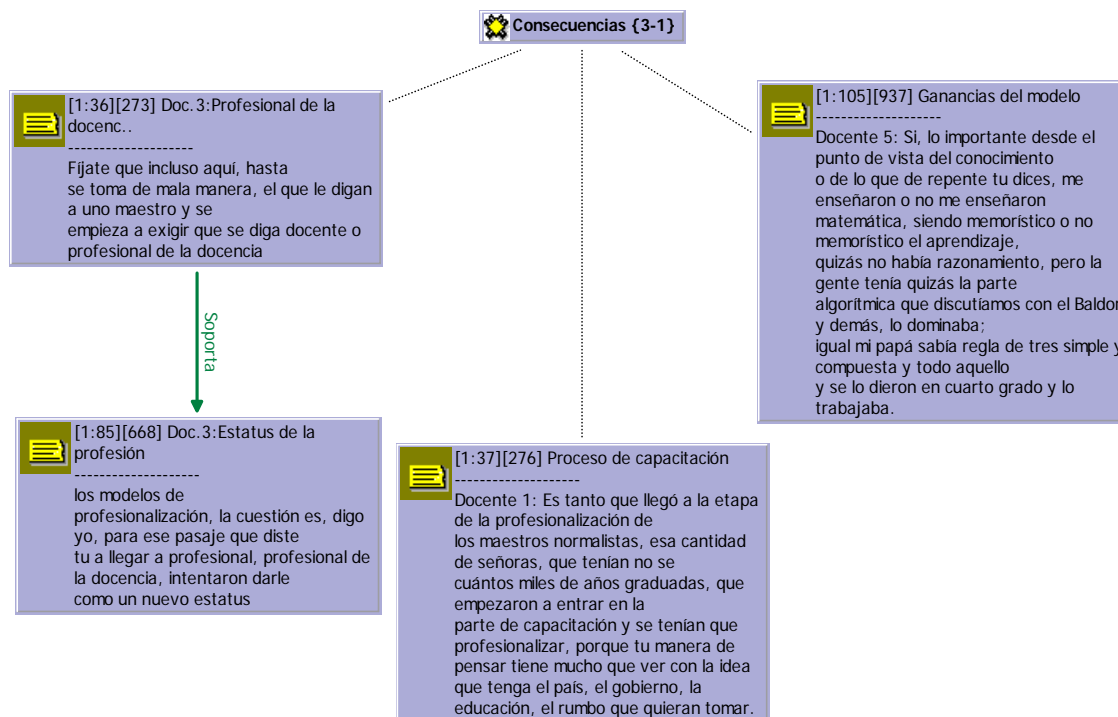 Consecuencias {3-1}
[1:36][273] Doc.3:Profesional de la
docenc..
--------------------
Fíjate que incluso aquí, hasta
se toma de mala manera, el que le digan
a uno maestro y se
empieza a exigir que se diga docente o
profesional de la docencia
Soporta
[1:85][668] Doc.3:Estatus de la
profesión
--------------------
los modelos de
profesionalización, la cuestión es, digo
yo, para ese pasaje que diste
tu a llegar a profesional, profesional de
la docencia, intentaron darle
como un nuevo estatus
[1:37][276] Proceso de capacitación
--------------------
Docente 1: Es tanto que llegó a la etapa
de la profesionalización de
los maestros normalistas, esa cantidad
de señoras, que tenían no se
cuántos miles de años graduadas, que
empezaron a entrar en la
parte de capacitación y se tenían que
profesionalizar, porque tu manera de
pensar tiene mucho que ver con la idea
que tenga el país, el gobierno, la
educación, el rumbo que quieran tomar.
[1:105][937] Ganancias del modelo
--------------------
Docente 5: Si, lo importante desde el
punto de vista del conocimiento
o de lo que de repente tu dices, me
enseñaron o no me enseñaron
matemática, siendo memorístico o no
memorístico el aprendizaje,
quizás no había razonamiento, pero la
gente tenía quizás la parte
algorítmica que discutíamos con el Baldor
y demás, lo dominaba;
igual mi papá sabía regla de tres simple y
compuesta y todo aquello
y se lo dieron en cuarto grado y lo
trabajaba.